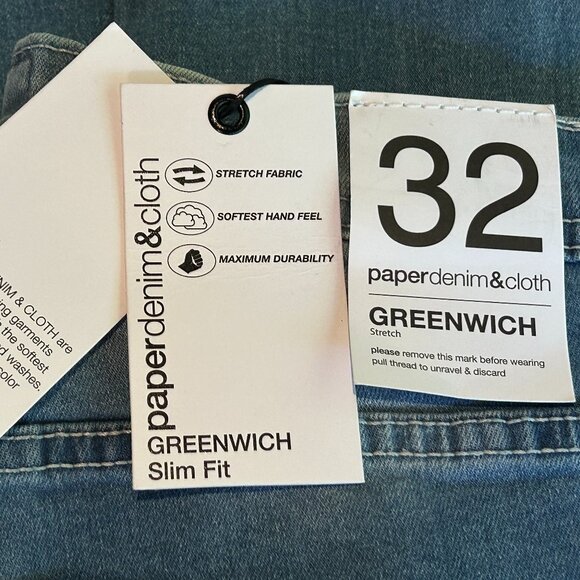 NIM & CLOTH are
ing garments
the softest
d washes.
color
paperdenim&cloth
STRETCH FABRIC
SOFTEST HAND FEEL
MAXIMUM DURABILITY
GREENWICH
Slim Fit
32
paperdenim&cloth
GREENWICH
Stretch
please remove this mark before wearing
pull thread to unravel & discard